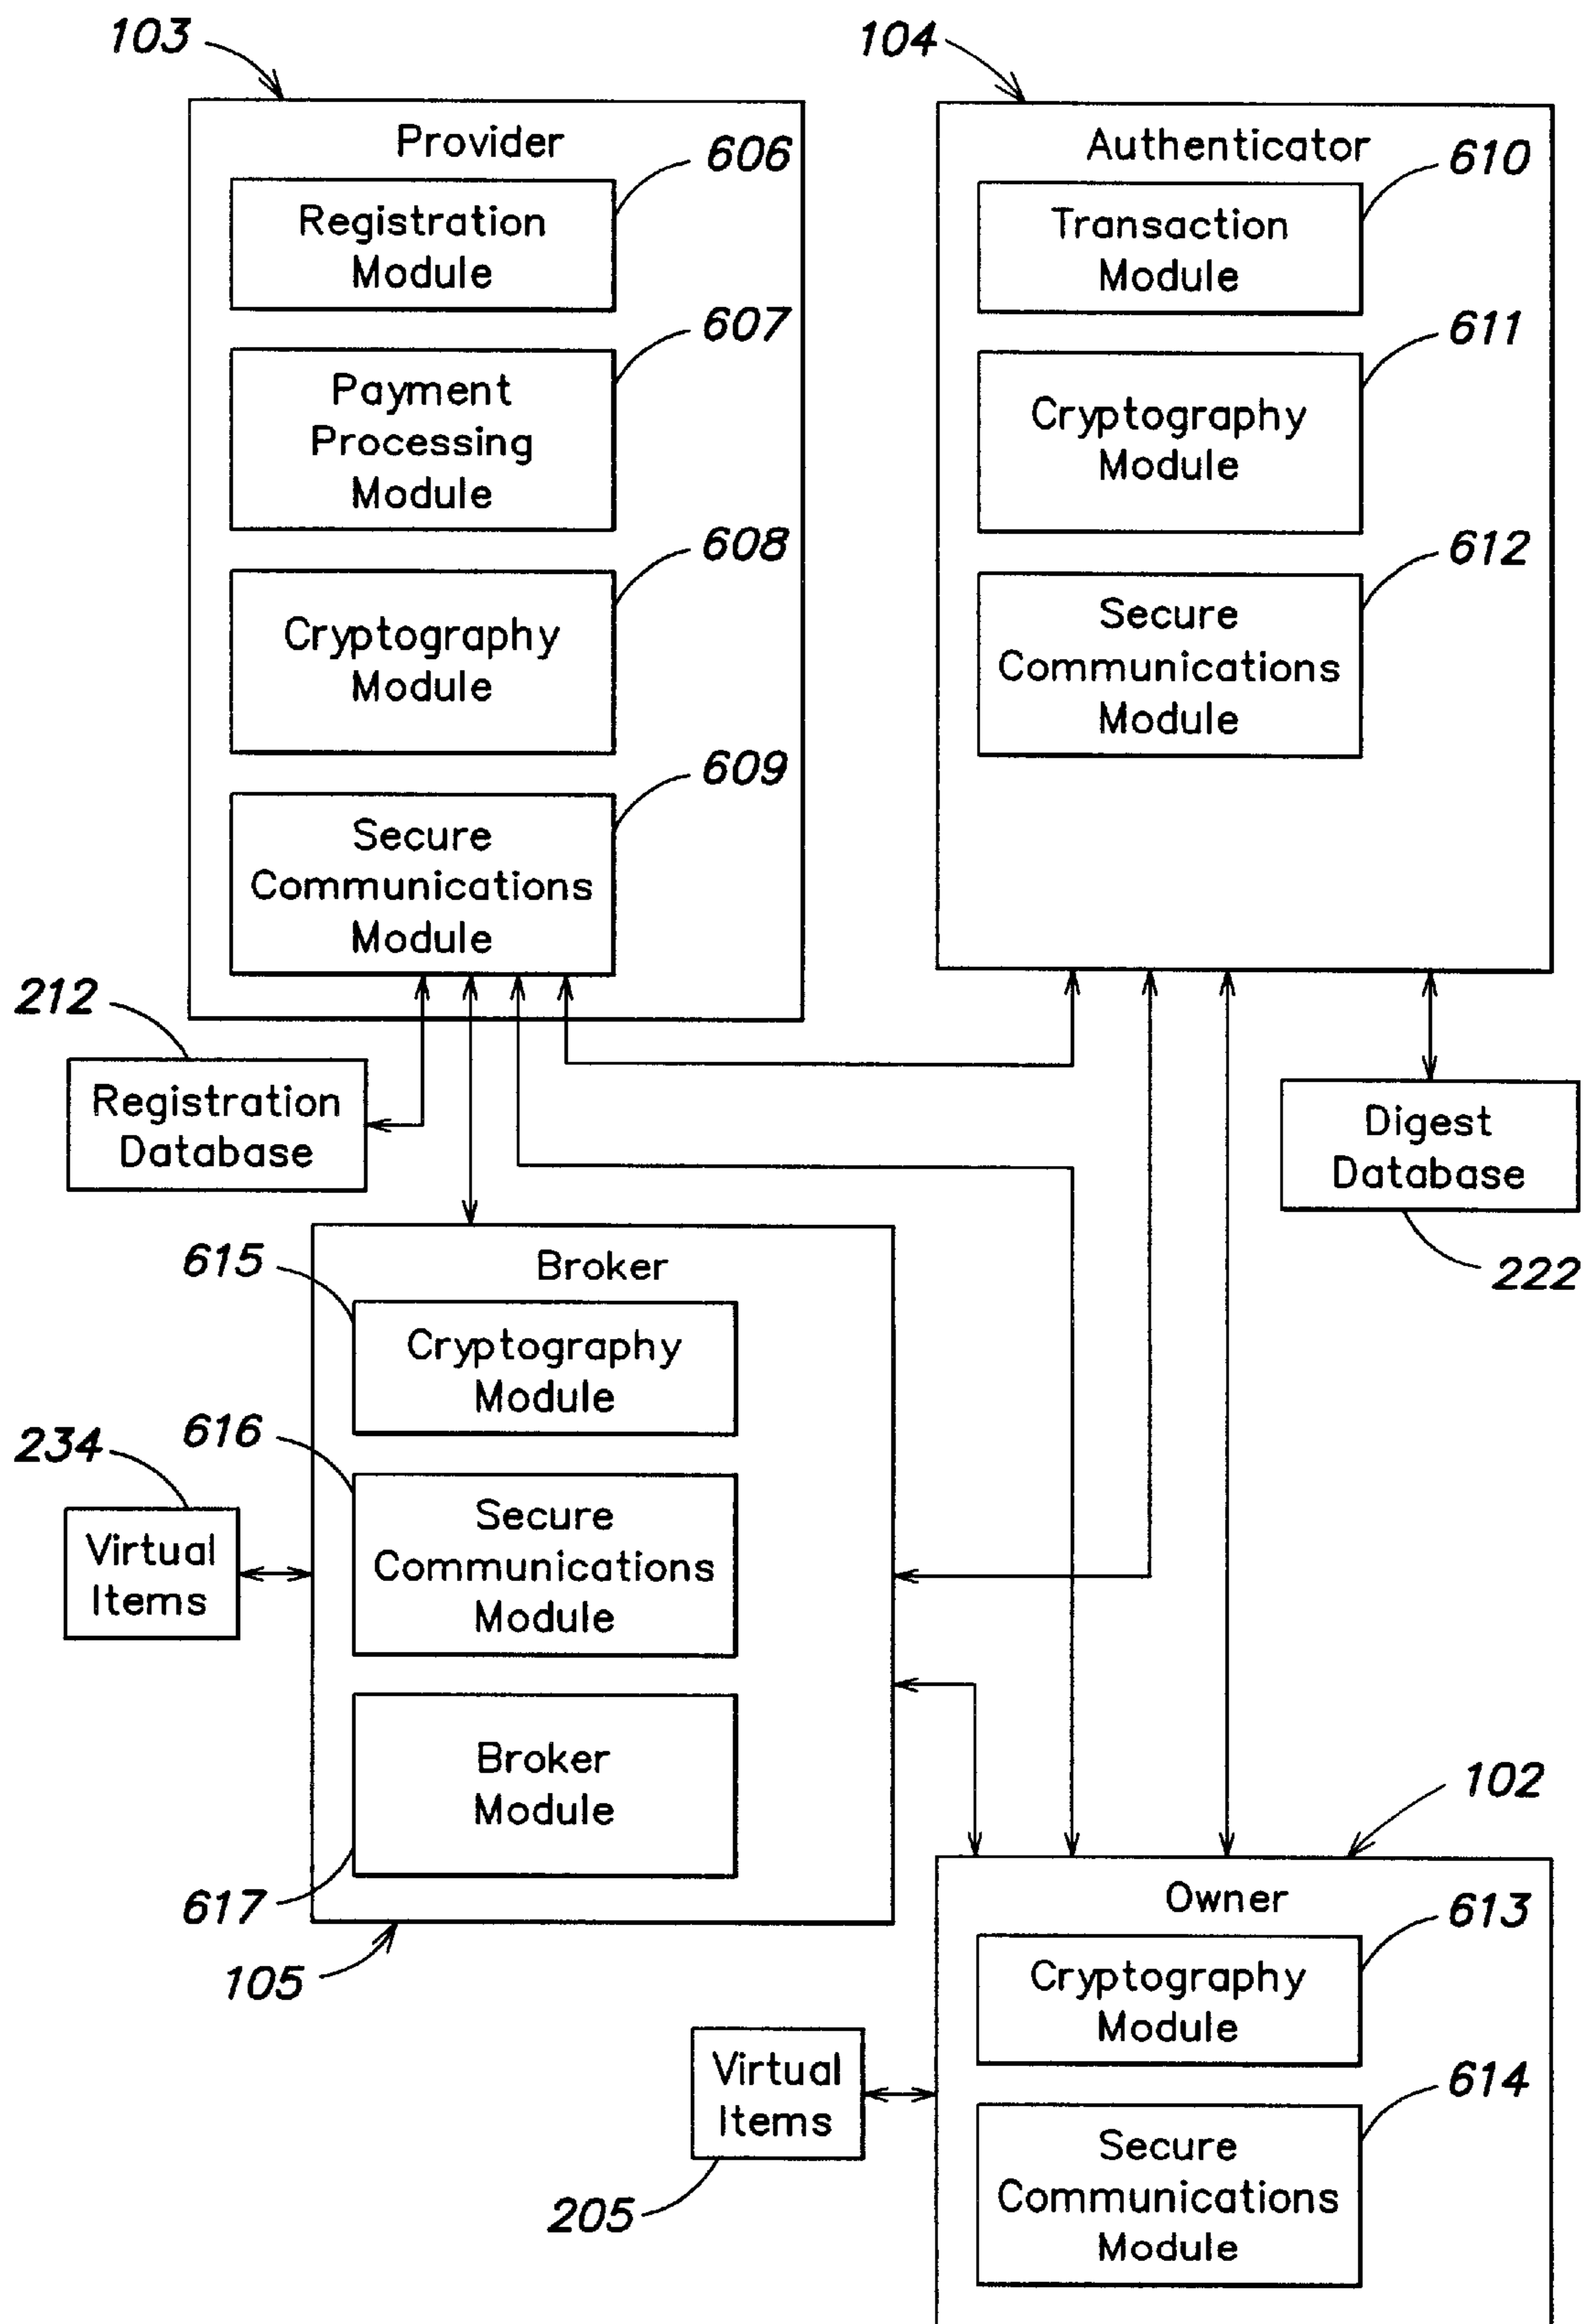 103
Provider
606
Registration
Module
607
Payment
Processing
Module
608
Cryptography
Module
609
Secure
Communications
Module
104
Authenticator
610
Transaction
Module
611
Cryptography
Module
612
Secure
Communications
Module
212
Registration
Database
Digest
Database
222
Broker
615
Cryptography
Module
616
Secure
Communications
Module
234
Virtual
Items
Broker
Module
617
105
102
Owner
613
Cryptography
Module
614
Secure
Communications
Module
Virtual
Items
205